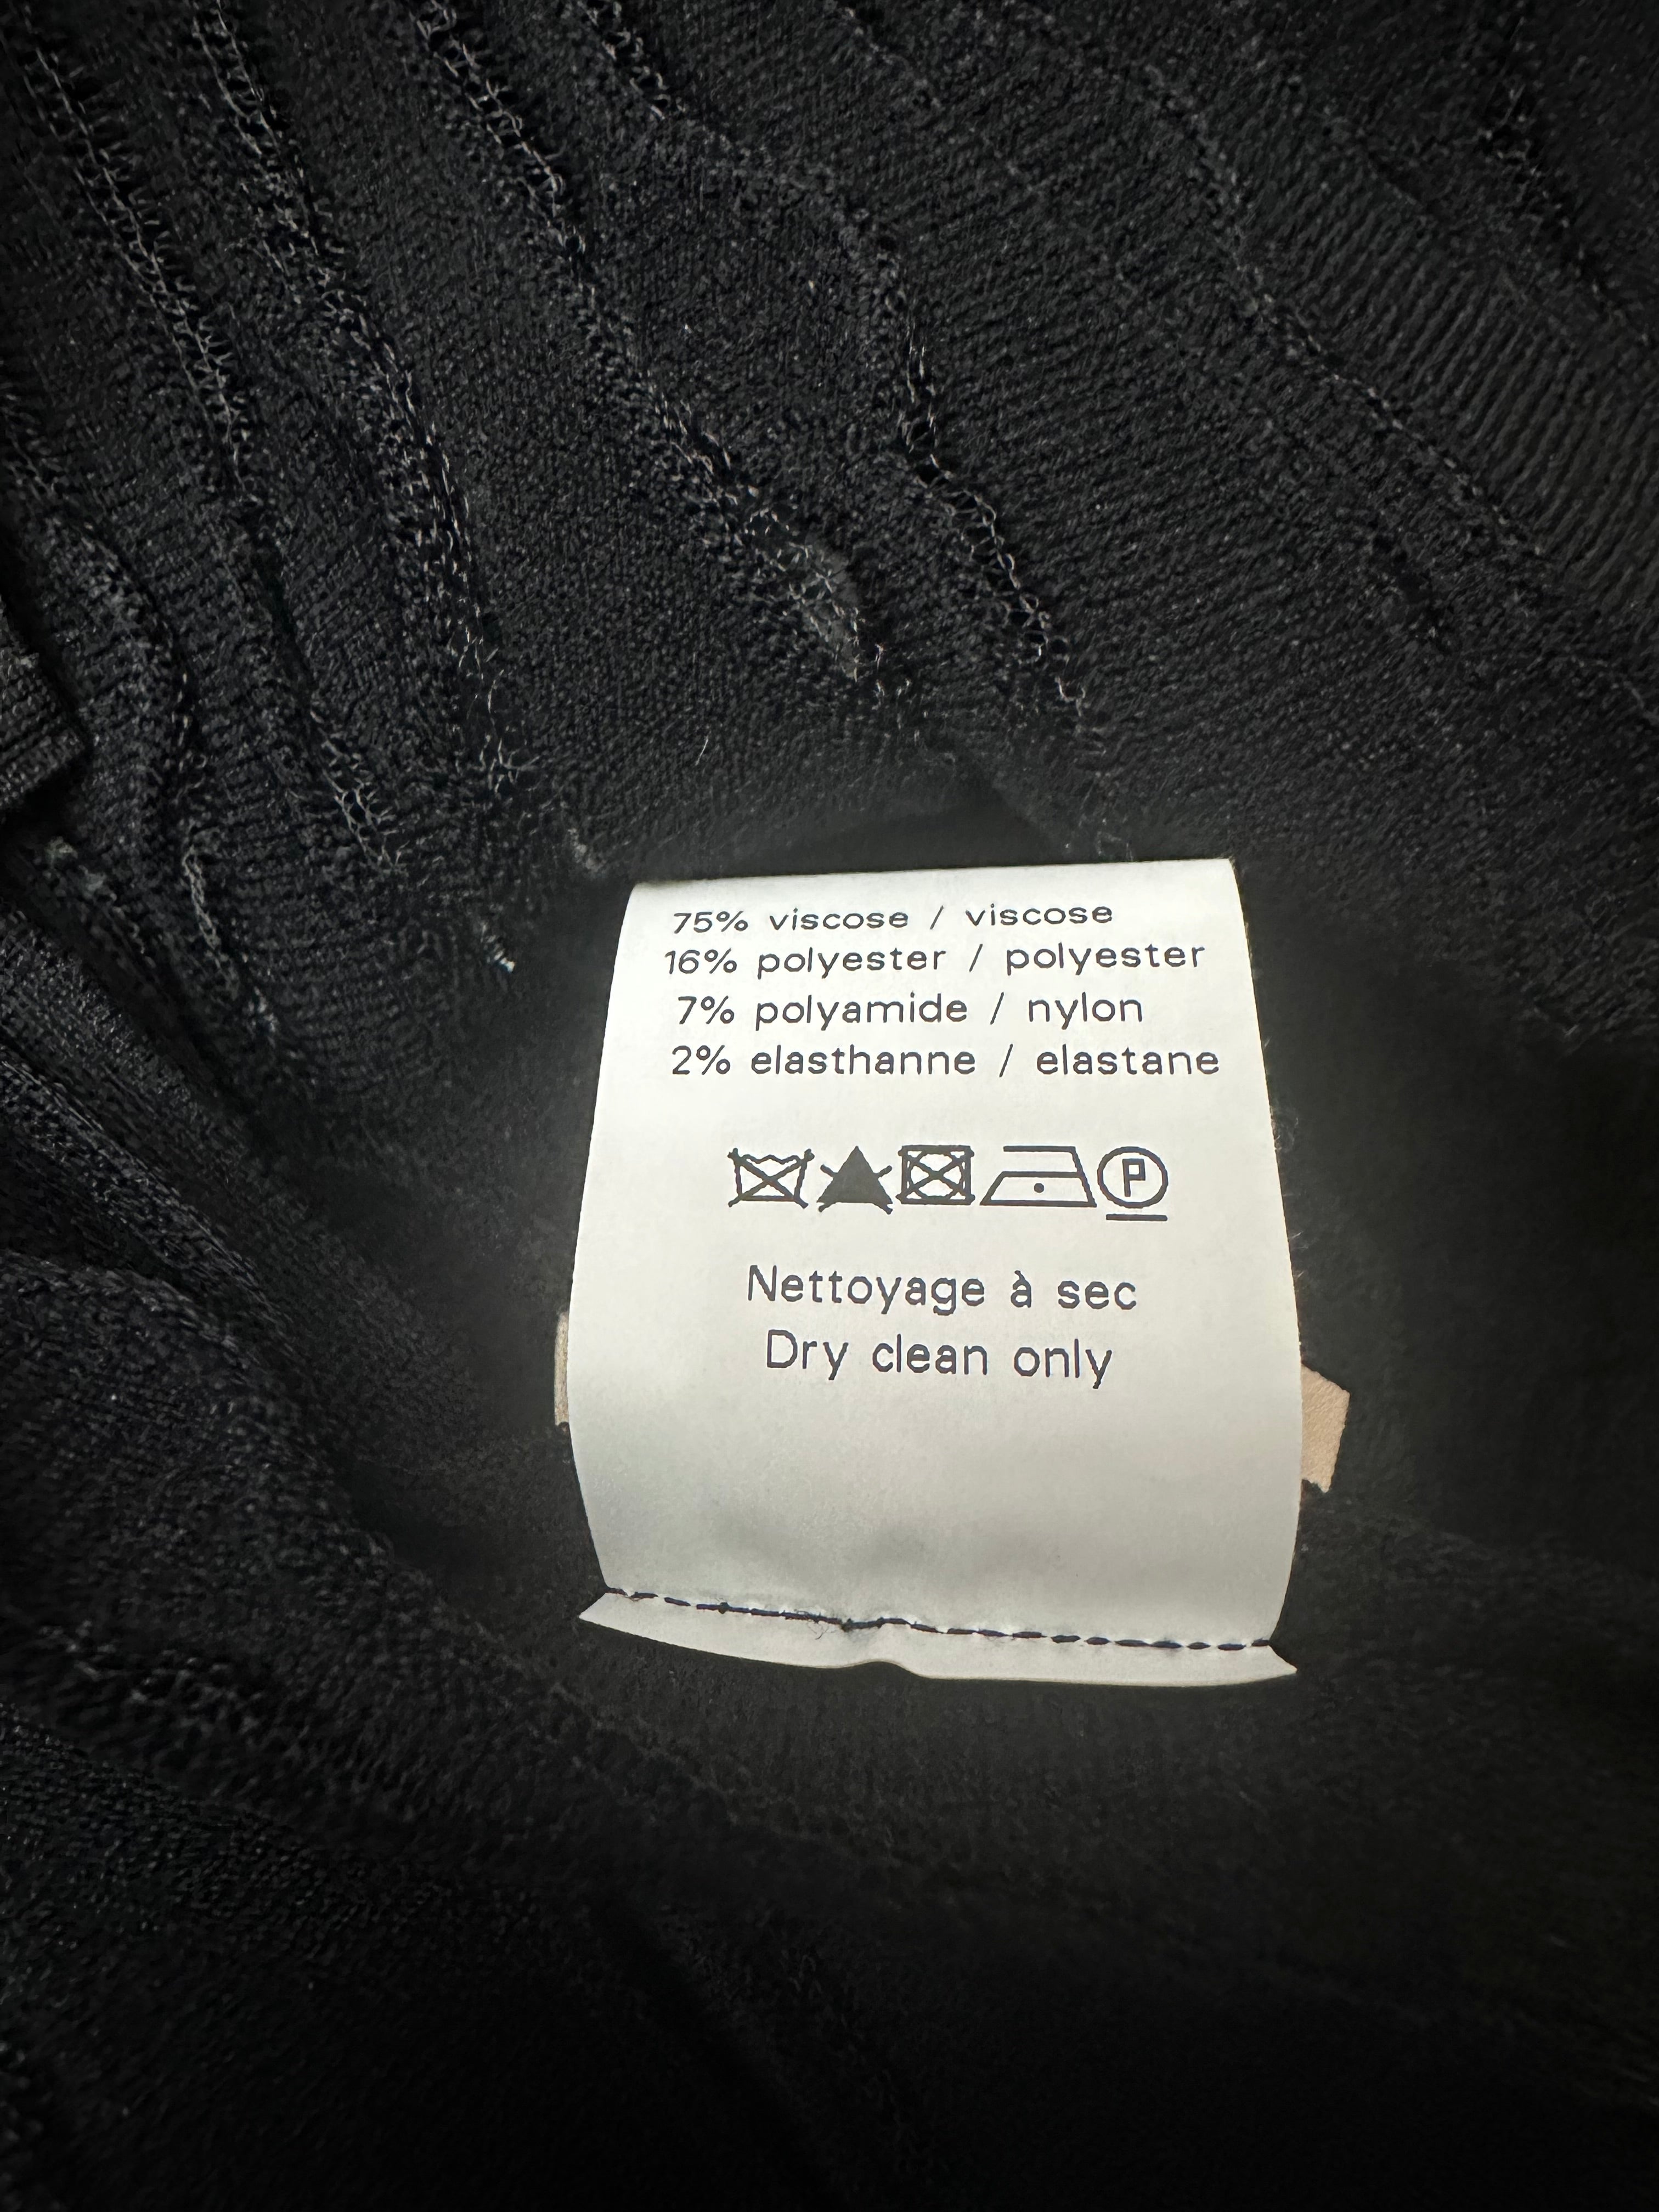 75% viscose / viscose
16% polyester / polyester
7% polyamide / nylon
2% elasthanne / elastane
P
Nettoyage à sec
Dry clean only